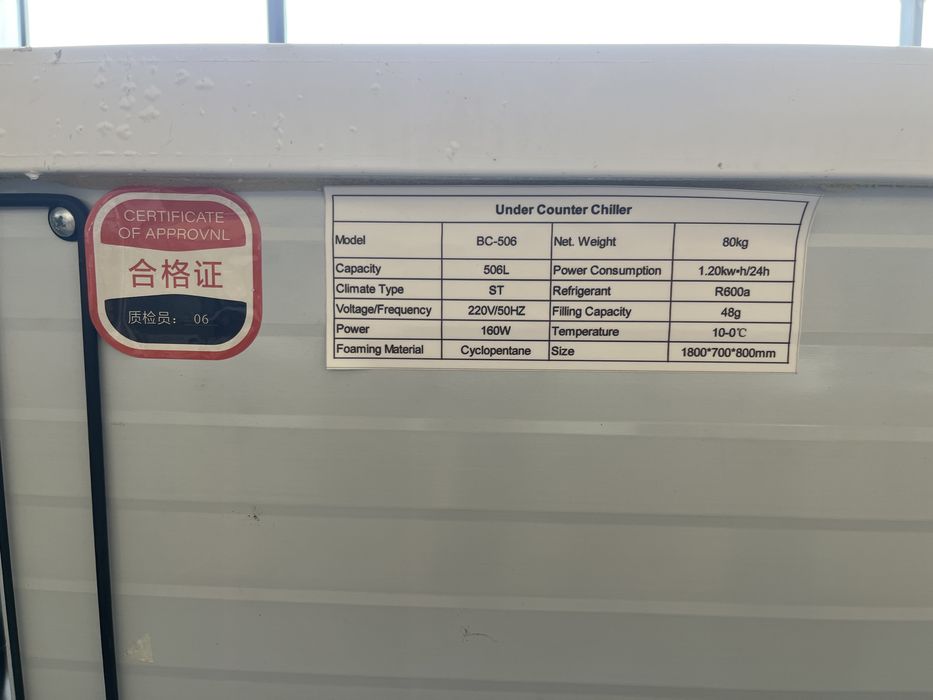 CERTIFICATE
OF APPROVNL
合格证
质检员： 06
Under Counter Chiller
Model BC-506 Net. Weight 80kg
Capacity 506L Power Consumption 1.20kw•h/24h
Climate Type ST Refrigerant R600a
Voltage/Frequency 220V/50HZ Filling Capacity 48g
Power 160W Temperature 10-0℃
Foaming Material Cyclopentane Size 1800*700*800mm